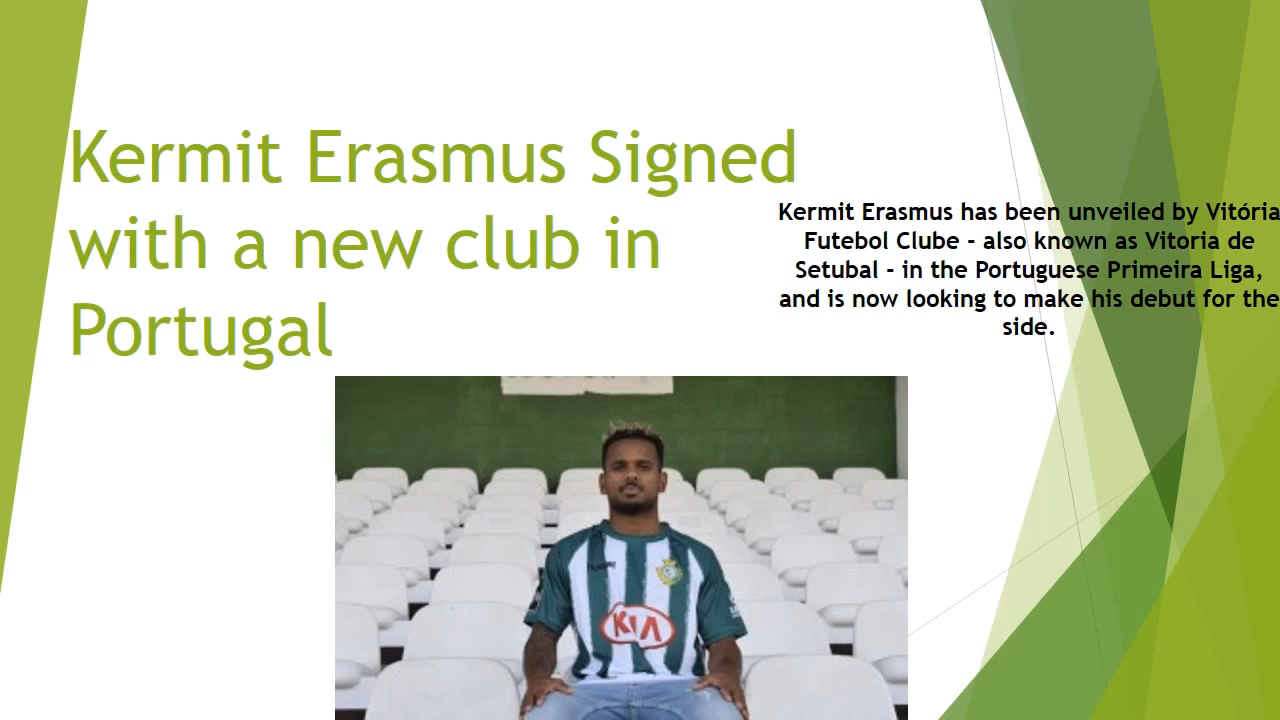 Kermit Erasmus Signed
with a new club in
Portugal
Kermit Erasmus has been unveiled by Vitória
Futebol Clube - also known as Vitoria de
Setubal - in the Portuguese Primeira Liga,
and is now looking to make his debut for the
side.
KIA